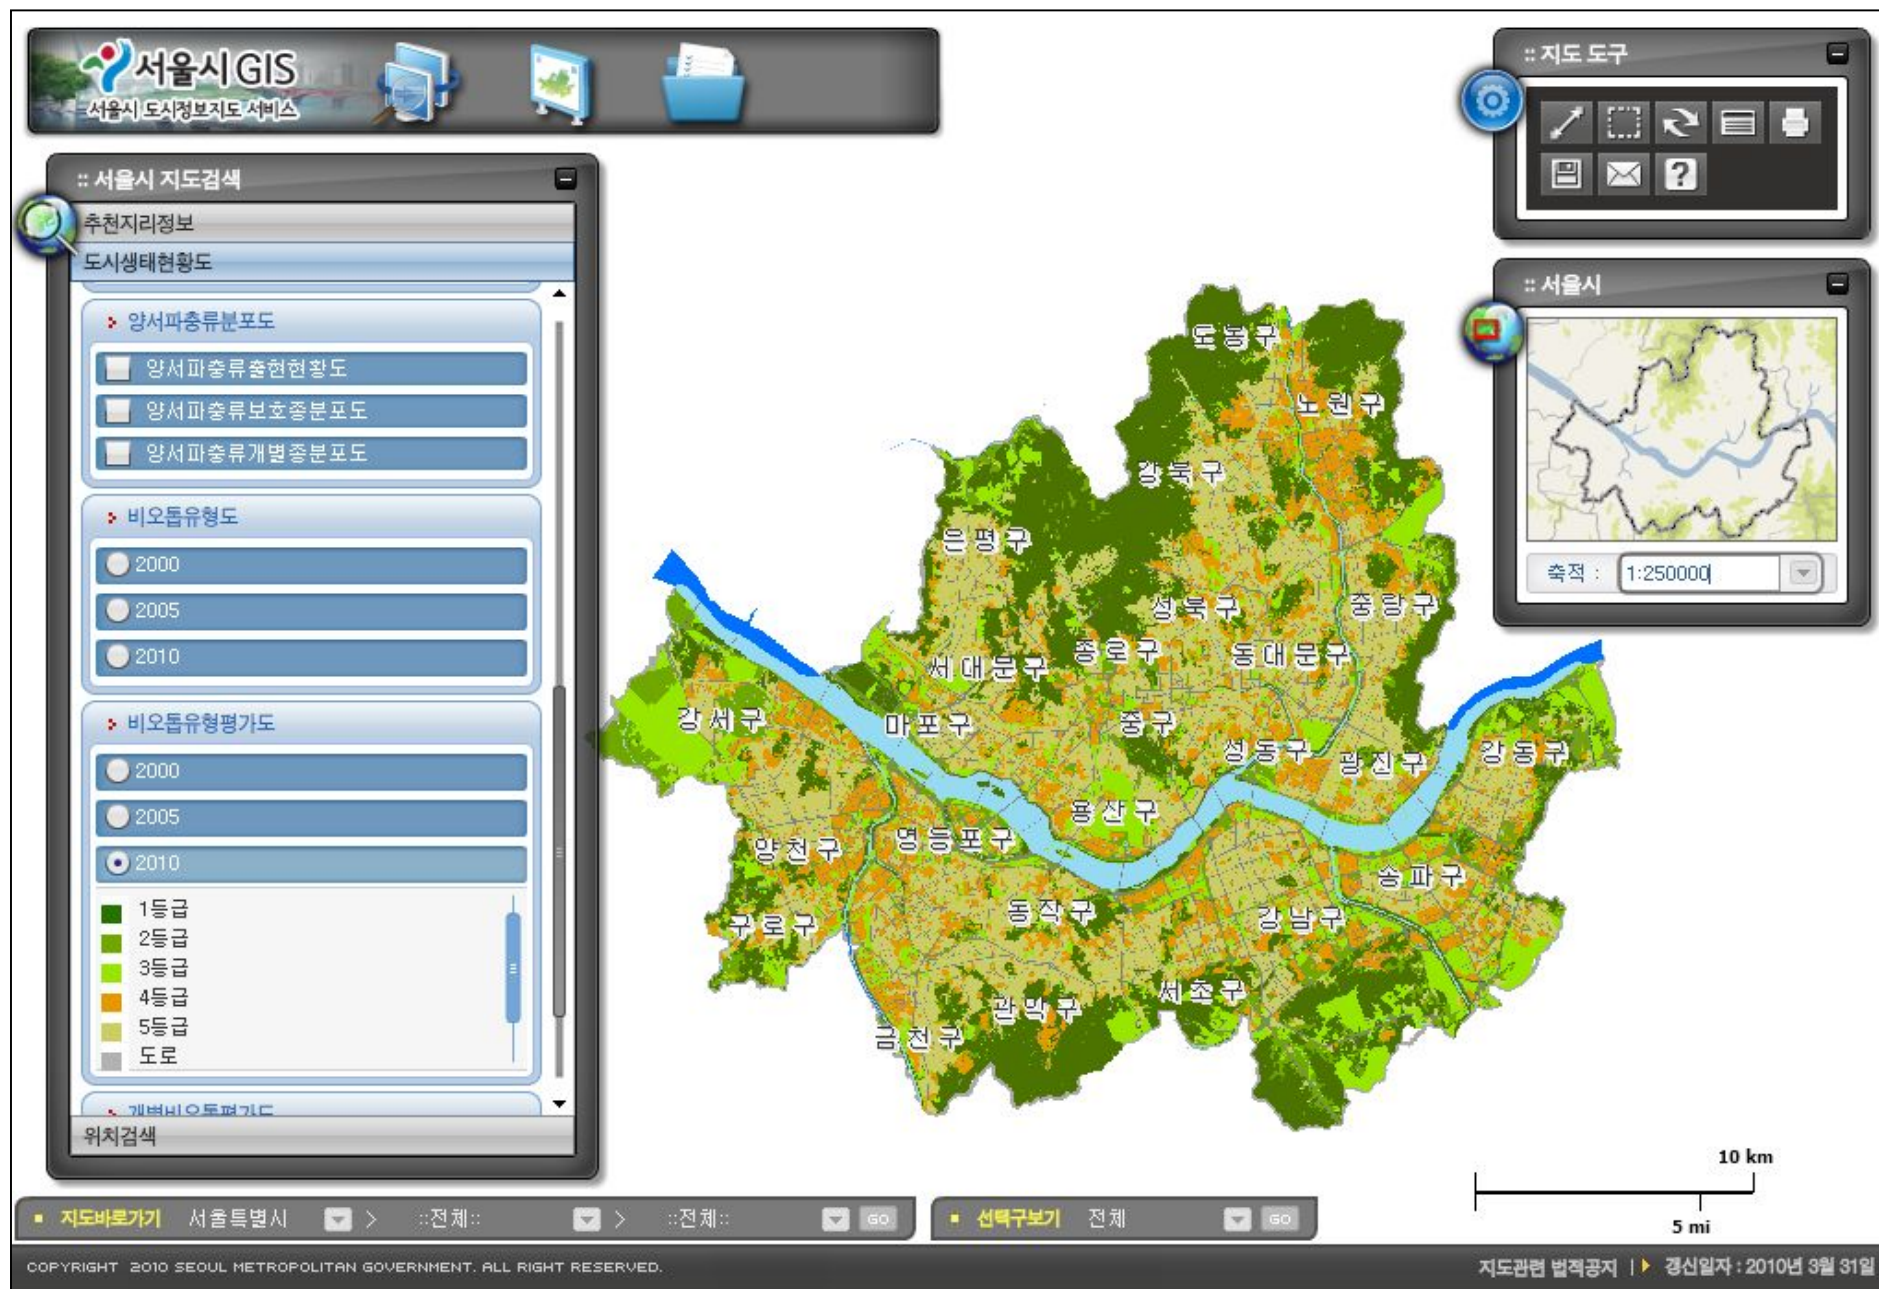 서울시 GIS
서울시 도시정보지도 서비스
:: 서울시 지도검색
추천지리정보
도시생태현황도
양서파충류분포도
양서파충류출현현황도
양서파충류보호종분포도
양서파충류개별종분포도
비오톱유형도
2000
2005
2010
비오톱유형평가도
2000
2005
2010
1등급
2등급
3등급
4등급
5등급
도로
개별비오톱평가도
위치검색
도봉구
노원구
강북구
은평구
성북구
중랑구
종로구
동대문구
서대문구
강서구
마포구
중구
성동구
광진구
강동구
용산구
영등포구
양천구
송파구
동작구
강남구
구로구
서초구
관악구
금천구
:: 지도 도구
?
:: 서울시
축적 : 1:250000
10 km
5 mi
지도바로가기 서울특별시 > ::전체:: > ::전체:: GO
선택구보기 전체 GO
COPYRIGHT 2010 SEOUL METROPOLITAN GOVERNMENT. ALL RIGHT RESERVED.
지도관련 법적공지 | 갱신일자 : 2010년 3월 31일